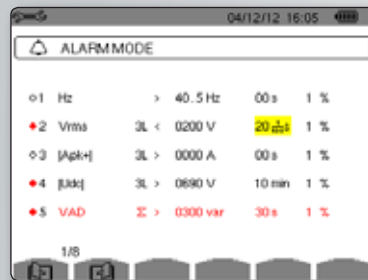 04/12/12 16:05
ALARM MODE
1 Hz > 40.5 Hz 00 s 1 %
2 Vrms 3L < 0200 V 20 s 1 %
3 |Apk+| 3L > 0000 A 00 s 1 %
4 |Udc| 3L > 0690 V 10 min 1 %
5 VAD Σ > 0300 var 30 s 1 %
1/8